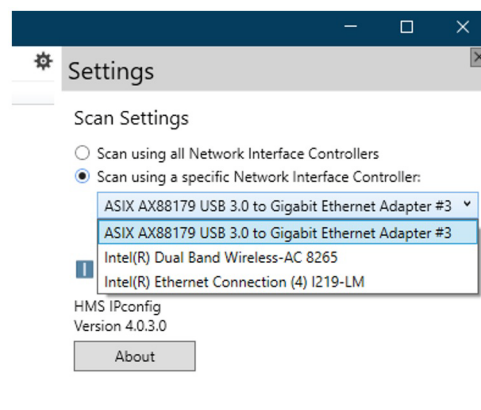 Settings
Scan Settings
Scan using all Network Interface Controllers
Scan using a specific Network Interface Controller:
ASIX AX88179 USB 3.0 to Gigabit Ethernet Adapter #3
ASIX AX88179 USB 3.0 to Gigabit Ethernet Adapter #3
Intel(R) Dual Band Wireless-AC 8265
Intel(R) Ethernet Connection (4) I219-LM
HMS IPconfig
Version 4.0.3.0
About